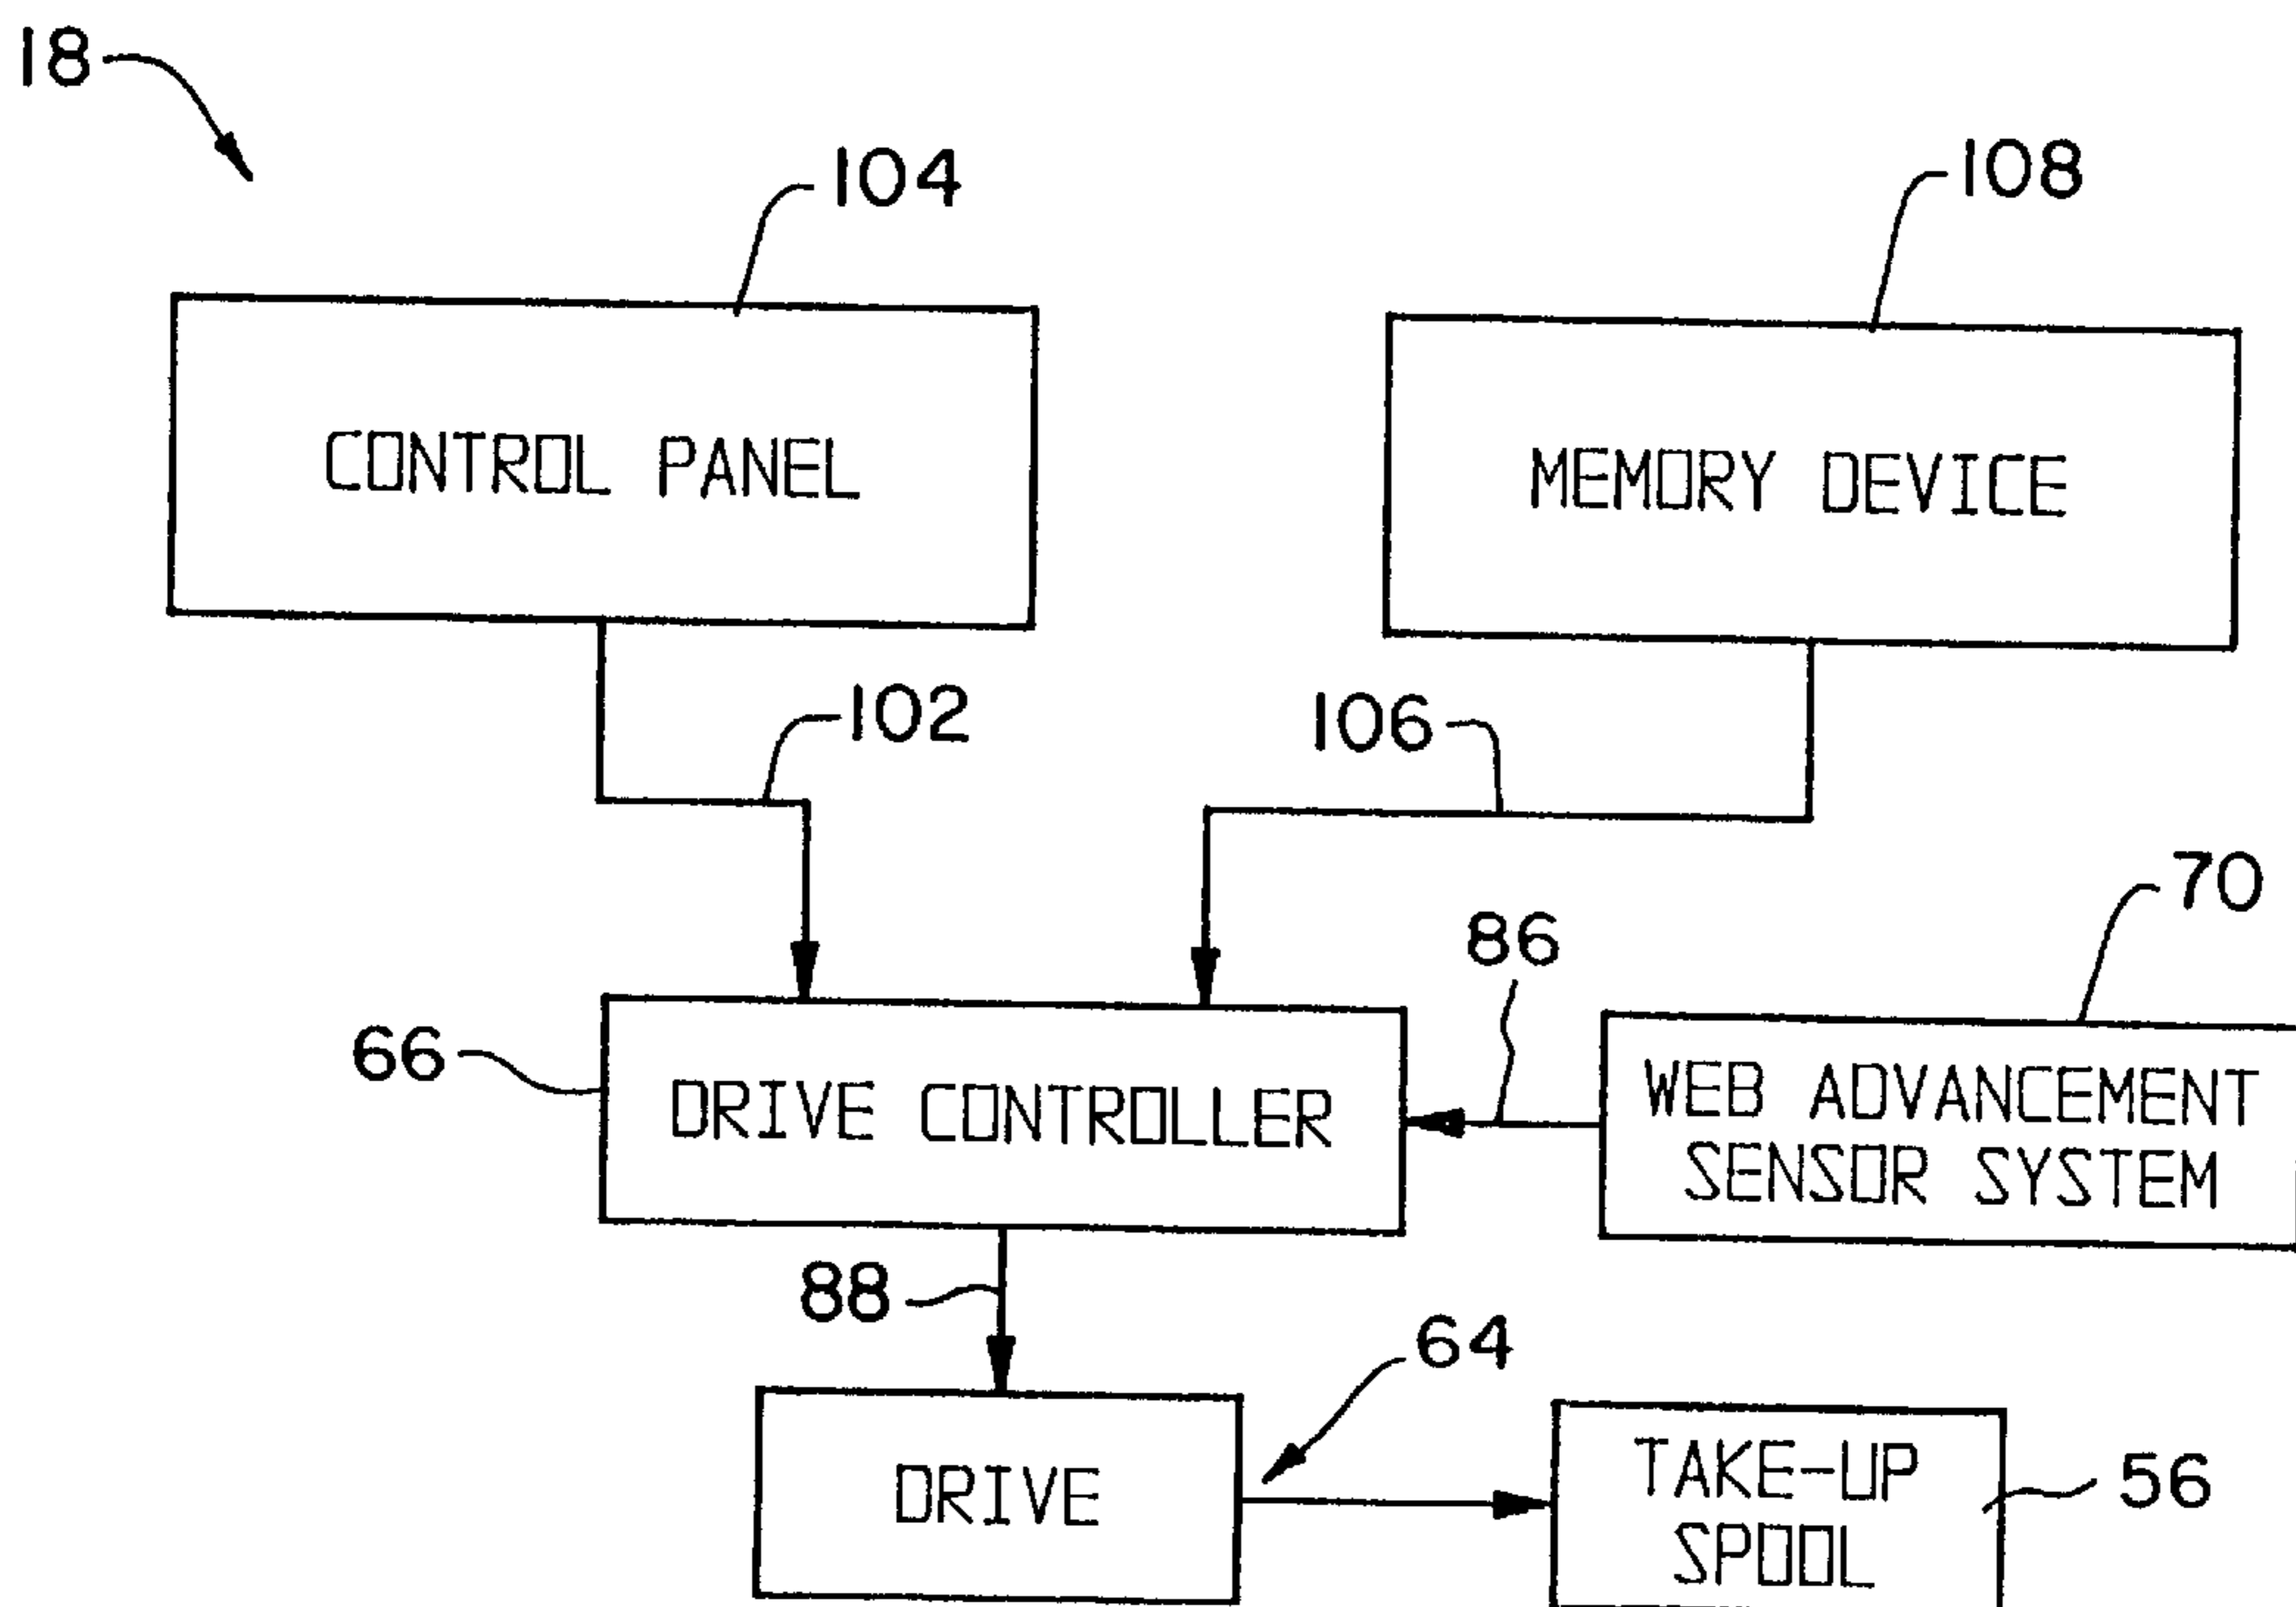 18
104
108
CONTROL PANEL
MEMORY DEVICE
102
106
70
86
66
DRIVE CONTROLLER
WEB ADVANCEMENT
SENSOR SYSTEM
88
64
DRIVE
TAKE-UP
SPOOL
56